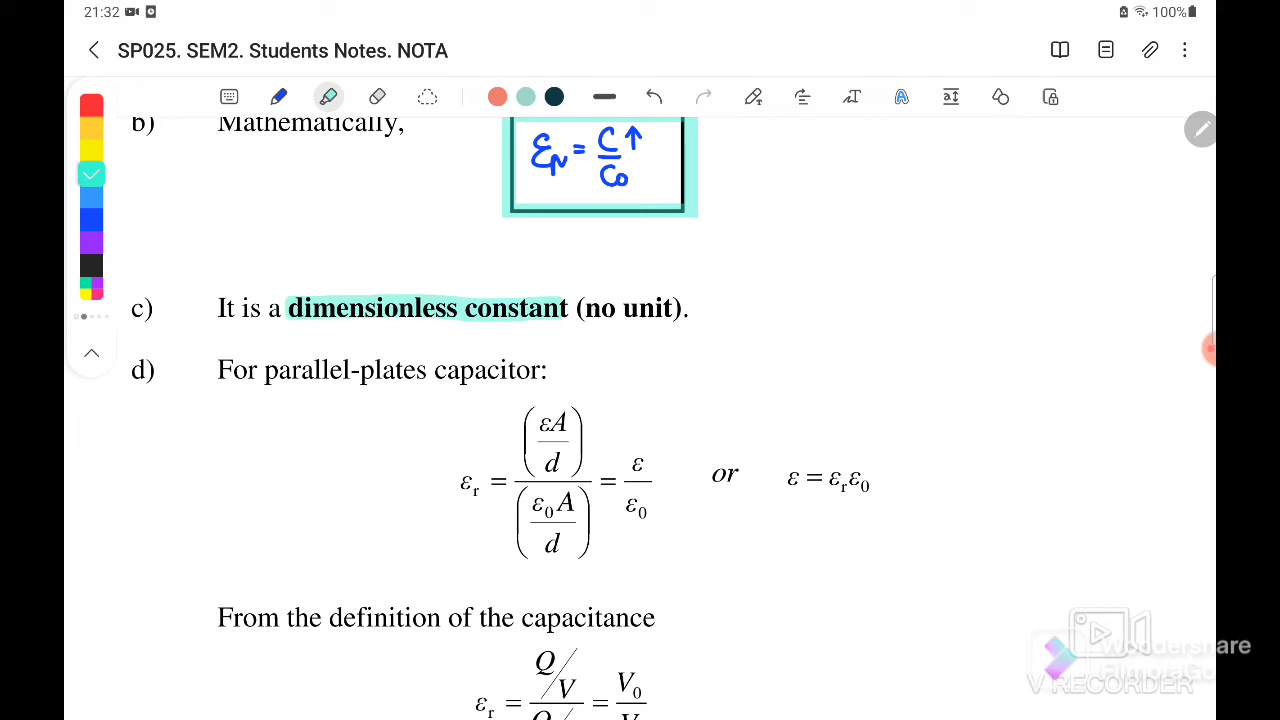 21:32 100%
SP025. SEM2. Students Notes. NOTA
b) Mathematically,
εr = C↑/C0
c) It is a dimensionless constant (no unit).
d) For parallel-plates capacitor:
εr = (εA/d)/(ε0A/d) = ε/ε0 or ε = εrε0
From the definition of the capacitance
εr = Q/V = V0
Wondershare
FilmoraGo
V RECORDER